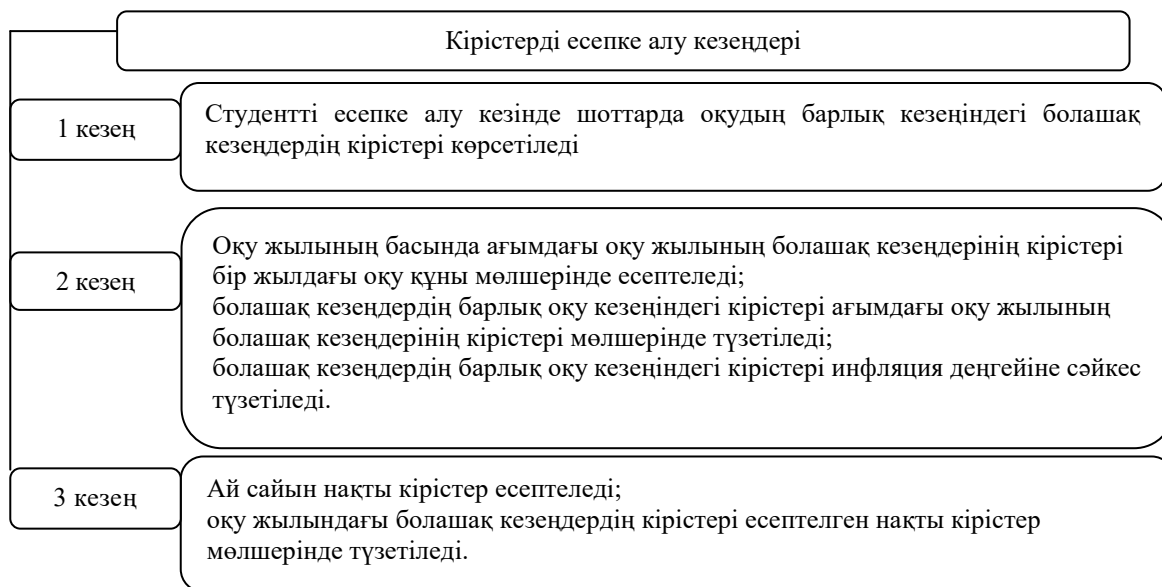 Кірістерді есепке алу кезеңдері
1 кезең
Студентті есепке алу кезінде шоттарда оқудың барлық кезеңіндегі болашақ
кезеңдердің кірістері көрсетіледі
2 кезең
Оқу жылының басында ағымдағы оқу жылының болашақ кезеңдерінің кірістері
бір жылдағы оқу құны мөлшерінде есептеледі;
болашақ кезеңдердің барлық оқу кезеңіндегі кірістері ағымдағы оқу жылының
болашақ кезеңдерінің кірістері мөлшерінде түзетіледі;
болашақ кезеңдердің барлық оқу кезеңіндегі кірістері инфляция деңгейіне сәйкес
түзетіледі.
3 кезең
Ай сайын нақты кірістер есептеледі;
оқу жылындағы болашақ кезеңдердің кірістері есептелген нақты кірістер
мөлшерінде түзетіледі.